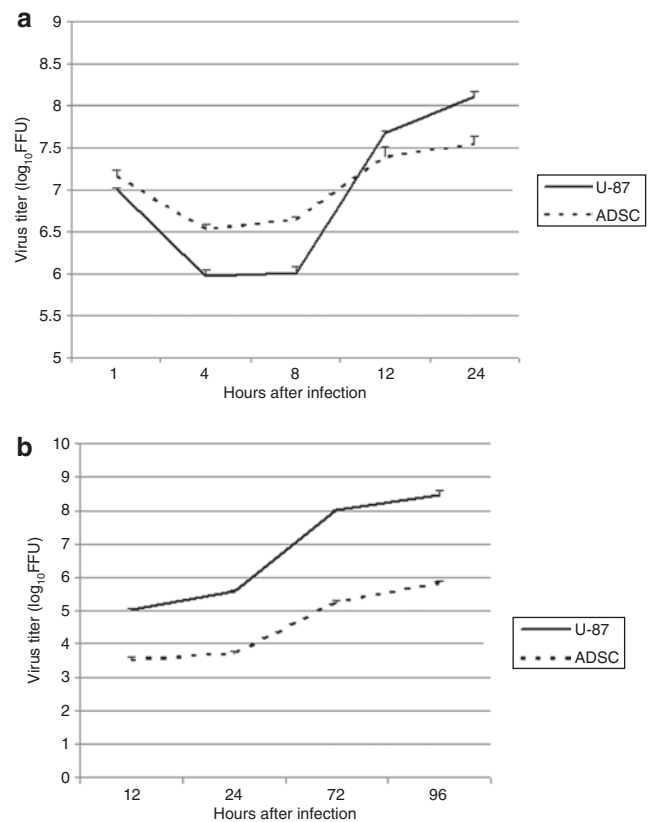 a
9
8.5
8
7.5
7
6.5
6
5.5
5
Virus titer (log₁₀FFU)
1 4 8 12 24
Hours after infection
U-87
ADSC
b
10
9
8
7
6
5
4
3
2
1
0
Virus titer (log₁₀FFU)
12 24 72 96
Hours after infection
U-87
ADSC